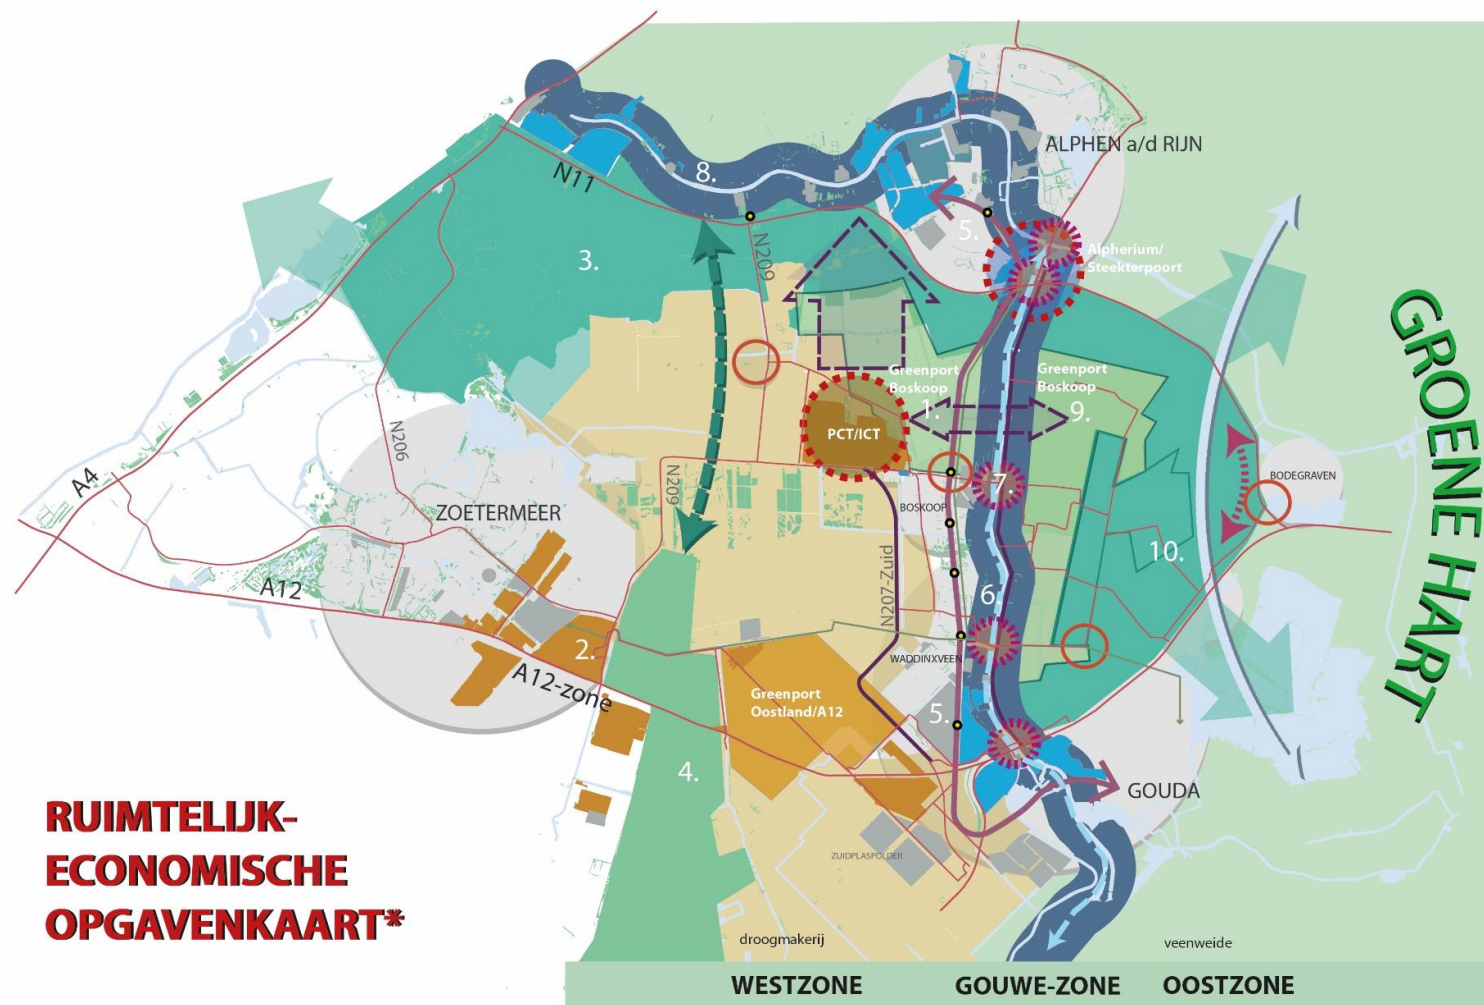 ALPHEN a/d RIJN
8.
N11
5.
N209
Alpherium/
Steekterpoort
3.
GROENE HART
Greenport
Boskoop
1.
Greenport
Boskoop
9.
PCT/ICT
N206
A4
N209
7.
BODEGRAVEN
ZOETERMEER
BOSKOOP
10.
A12
N207-Zuid
6
2.
WADDINXVEEN
A12-zone
Greenport
Oostland/A12
5.
4.
GOUDA
RUIMTELIJK-
ECONOMISCHE
OPGAVENKAART*
ZUIDPLASPOLDER
droogmakerij
veenweide
WESTZONE
GOUWE-ZONE
OOSTZONE